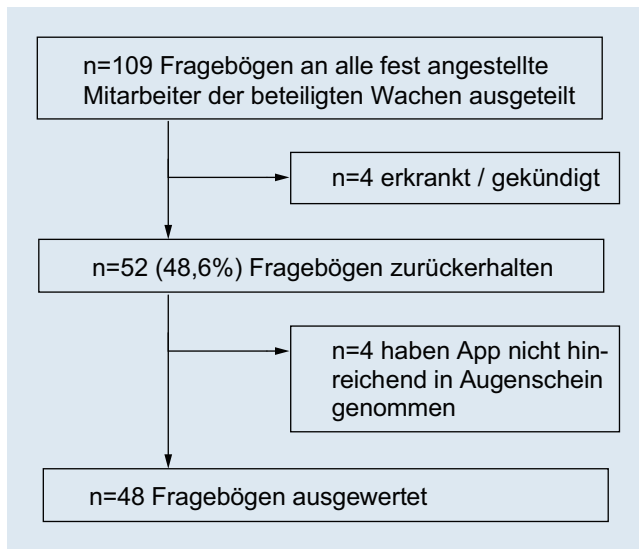 n=109 Fragebögen an alle fest angestellte
Mitarbeiter der beteiligten Wachen ausgeteilt
n=4 erkrankt / gekündigt
n=52 (48,6%) Fragebögen zurückerhalten
n=4 haben App nicht hin-
reichend in Augenschein
genommen
n=48 Fragebögen ausgewertet